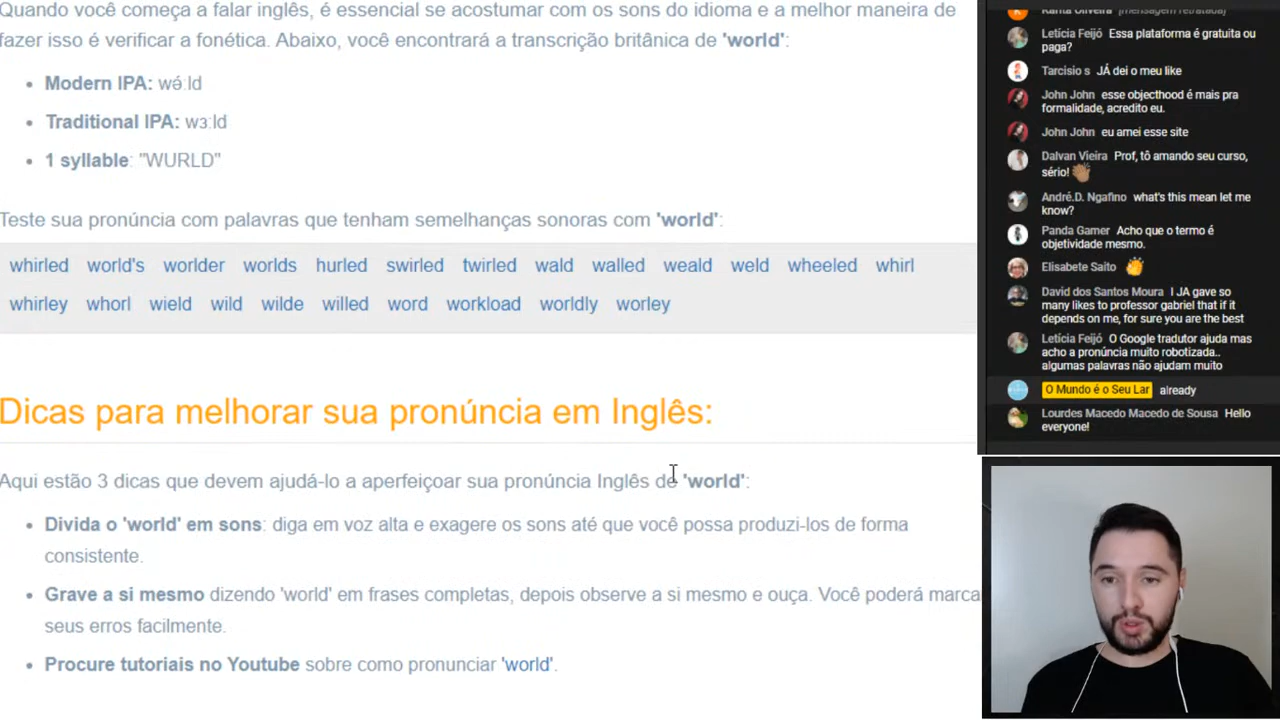 Quando você começa a falar inglês, é essencial se acostumar com os sons do idioma e a melhor maneira de
fazer isso é verificar a fonética. Abaixo, você encontrará a transcrição britânica de 'world':
• Modern IPA: wə́ːld
• Traditional IPA: wɜːld
• 1 syllable: "WURLD"
Teste sua pronúncia com palavras que tenham semelhanças sonoras com 'world':
whirled world's worlder worlds hurled swirled twirled wald walled weald weld wheeled whirl
whirley whorl wield wild wilde willed word workload worldly worley
Dicas para melhorar sua pronúncia em Inglês:
Aqui estão 3 dicas que devem ajudá-lo a aperfeiçoar sua pronúncia Inglês de 'world':
• Divida o 'world' em sons: diga em voz alta e exagere os sons até que você possa produzi-los de forma
consistente.
• Grave a si mesmo dizendo 'world' em frases completas, depois observe a si mesmo e ouça. Você poderá marca
seus erros facilmente.
• Procure tutoriais no Youtube sobre como pronunciar 'world'.
Karita Oliveira [mensagem retratada]
Letícia Feijó Essa plataforma é gratuita ou
paga?
Tarcisio s JÁ dei o meu like
John John esse objecthood é mais pra
formalidade, acredito eu.
John John eu amei esse site
Dalvan Vieira Prof, tô amando seu curso,
sério! 👏🏽
André.D. Ngafino what's this mean let me
know?
Panda Gamer Acho que o termo é
objetividade mesmo.
Elisabete Saito 👏
David dos Santos Moura I JA gave so
many likes to professor gabriel that if it
depends on me, for sure you are the best
Letícia Feijó O Google tradutor ajuda mas
acho a pronúncia muito robotizada..
algumas palavras não ajudam muito
O Mundo é o Seu Lar already
Lourdes Macedo Macedo de Sousa Hello
everyone!